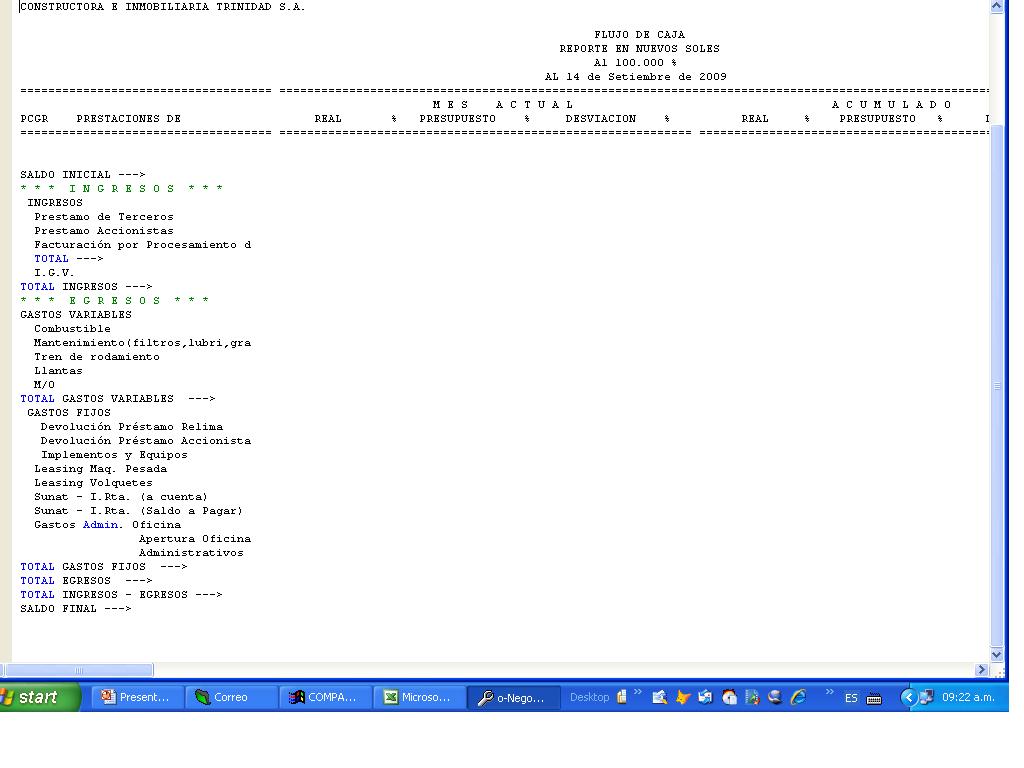 CONSTRUCTORA E INMOBILIARIA TRINIDAD S.A.
FLUJO DE CAJA
REPORTE EN NUEVOS SOLES
Al 100.000 %
AL 14 de Setiembre de 2009
================================================================
M E S   A C T U A L   A C U M U L A D O
PCGR PRESTACIONES DE REAL % PRESUPUESTO % DESVIACION % REAL % PRESUPUESTO % D
================================================================
SALDO INICIAL --->
* * * I N G R E S O S * * *
INGRESOS
Prestamo de Terceros
Prestamo Accionistas
Facturación por Procesamiento d
TOTAL --->
I.G.V.
TOTAL INGRESOS --->
* * * E G R E S O S * * *
GASTOS VARIABLES
Combustible
Mantenimiento(filtros,lubri,gra
Tren de rodamiento
Llantas
M/O
TOTAL GASTOS VARIABLES --->
GASTOS FIJOS
Devolución Préstamo Relima
Devolución Préstamo Accionista
Implementos y Equipos
Leasing Maq. Pesada
Leasing Volquetes
Sunat - I.Rta. (a cuenta)
Sunat - I.Rta. (Saldo a Pagar)
Gastos Admin. Oficina
Apertura Oficina
Administrativos
TOTAL GASTOS FIJOS --->
TOTAL EGRESOS --->
TOTAL INGRESOS - EGRESOS --->
SALDO FINAL --->
start Present... Correo COMPA... Microso... o-Nego... Desktop » » ES 09:22 a.m.